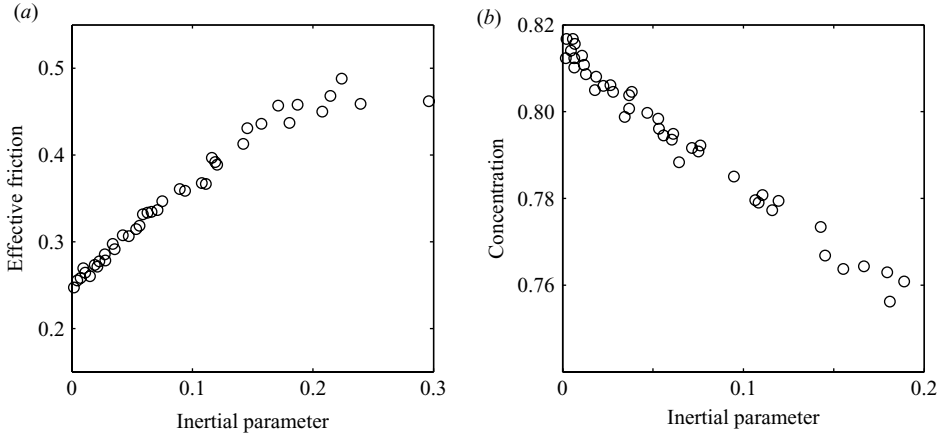 (a)
Effective friction
0.5
0.4
0.3
0.2
0
0.1
0.2
0.3
Inertial parameter
(b)
Concentration
0.82
0.80
0.78
0.76
0
0.1
0.2
Inertial parameter